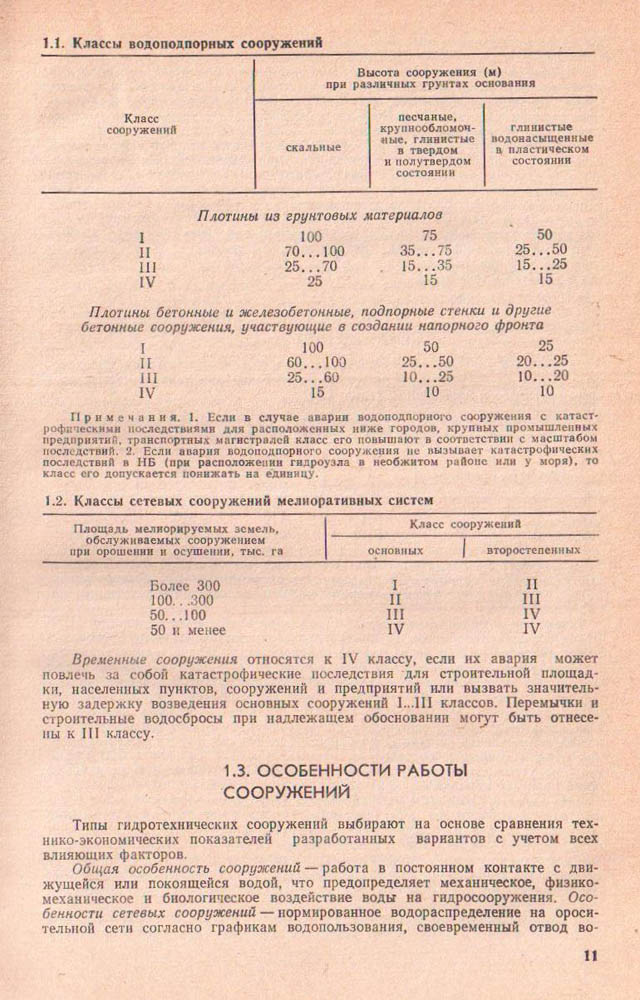 1.1. Классы водоподпорных сооружений
Класс
сооружений
Высота сооружения (м)
при различных грунтах основания
скальные
песчаные,
крупнообломоч-
ные, глинистые
в твердом
и полутвердом
состоянии
глинистые
водонасыщенные
в пластическом
состоянии
Плотины из грунтовых материалов
I 100 75 50
II 70...100 35...75 25...50
III 25...70 15...35 15...25
IV 25 15 15
Плотины бетонные и железобетонные, подпорные стенки и другие
бетонные сооружения, участвующие в создании напорного фронта
I 100 50 25
II 60...100 25...50 20...25
III 25...60 10...25 10...20
IV 15 10 10
Примечания. 1. Если в случае аварии водоподпорного сооружения с катаст-
рофическими последствиями для расположенных ниже городов, крупных промышленных
предприятий, транспортных магистралей класс его повышают в соответствии с масштабом
последствий. 2. Если авария водоподпорного сооружения не вызывает катастрофических
последствий в НБ (при расположении гидроузла в необжитом районе или у моря), то
класс его допускается понижать на единицу.
1.2. Классы сетевых сооружений мелиоративных систем
Площадь мелиорируемых земель,
обслуживаемых сооружением
при орошении и осушении, тыс. га
Класс сооружений
основных второстепенных
Более 300 I II
100...300 II III
50...100 III IV
50 и менее IV IV
Временные сооружения относятся к IV классу, если их авария может
повлечь за собой катастрофические последствия для строительной площад-
ки, населенных пунктов, сооружений и предприятий или вызвать значитель-
ную задержку возведения основных сооружений I...III классов. Перемычки и
строительные водосбросы при надлежащем обосновании могут быть отнесе-
ны к III классу.
1.3. ОСОБЕННОСТИ РАБОТЫ
СООРУЖЕНИЙ
Типы гидротехнических сооружений выбирают на основе сравнения тех-
нико-экономических показателей разработанных вариантов с учетом всех
влияющих факторов.
Общая особенность сооружений — работа в постоянном контакте с дви-
жущейся или покоящейся водой, что предопределяет механическое, физико-
механическое и биологическое воздействие воды на гидросооружения. Осо-
бенности сетевых сооружений — нормированное водораспределение на ороси-
тельной сети согласно графикам водопользования, своевременный отвод во-
11